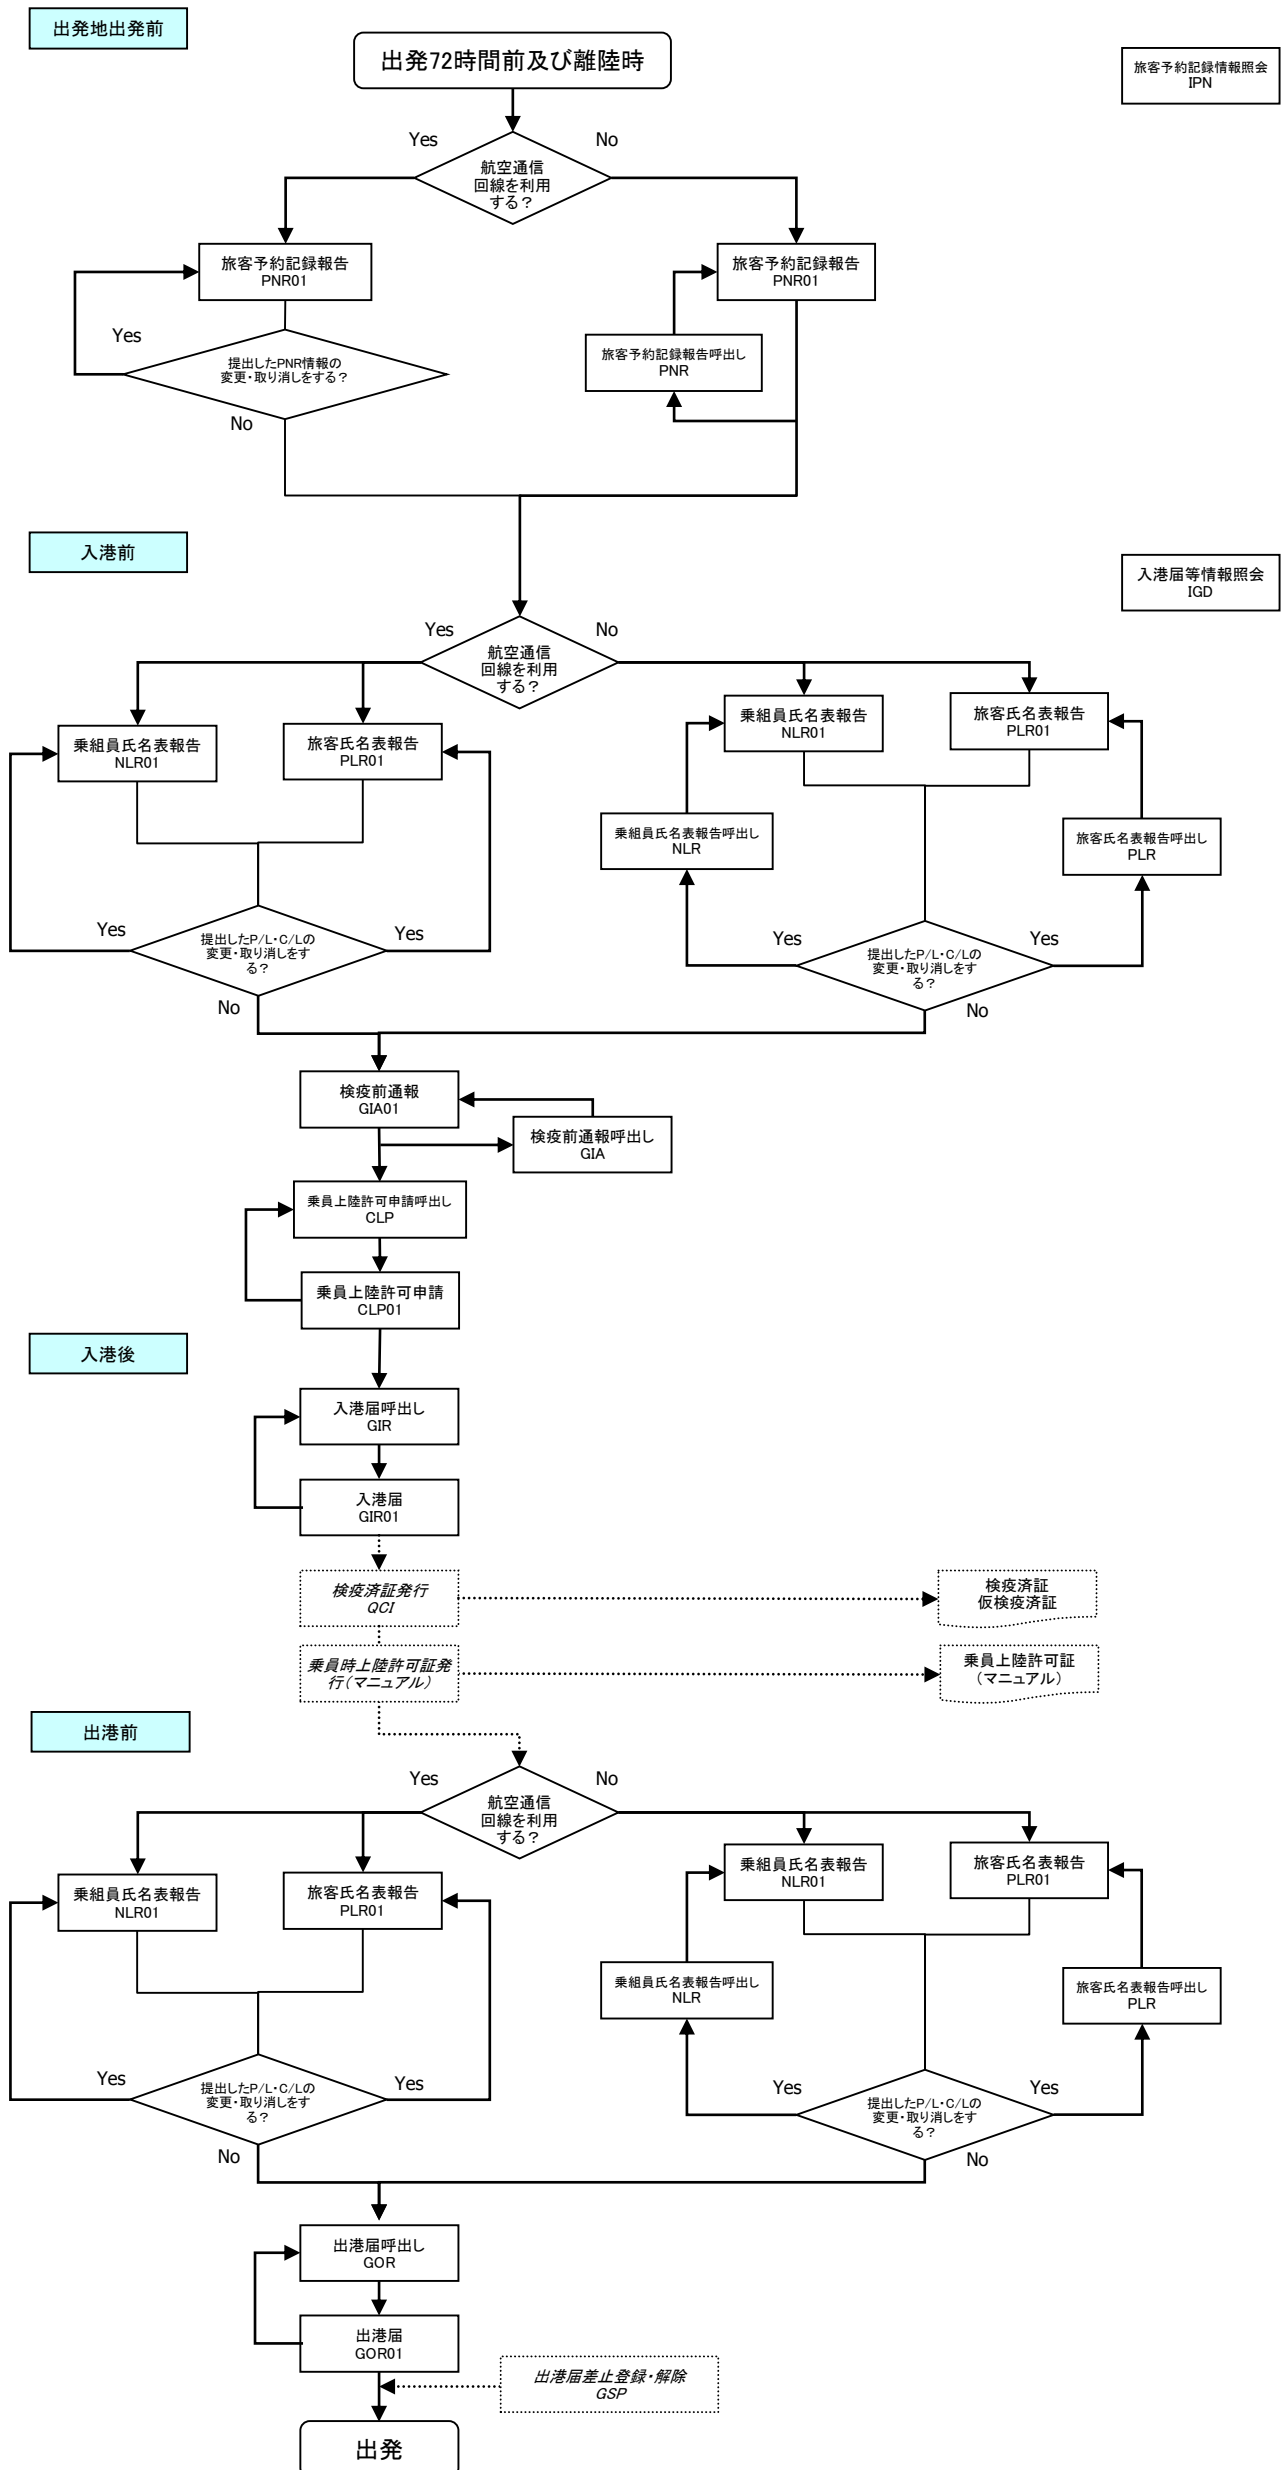 出発地出発前
出発72時間前及び離陸時
旅客予約記録情報照会
IPN
Yes
No
航空通信
回線を利用
する？
旅客予約記録報告
PNR01
旅客予約記録報告
PNR01
Yes
提出したPNR情報の
変更・取り消しをする？
旅客予約記録報告呼出し
PNR
No
入港前
入港届等情報照会
IGD
Yes
No
航空通信
回線を利用
する？
乗組員氏名表報告
NLR01
旅客氏名表報告
PLR01
乗組員氏名表報告
NLR01
旅客氏名表報告
PLR01
乗組員氏名表報告呼出し
NLR
旅客氏名表報告呼出し
PLR
Yes
提出したP/L・C/Lの
変更・取り消しをす
る？
Yes
Yes
提出したP/L・C/Lの
変更・取り消しをす
る？
Yes
No
No
検疫前通報
GIA01
検疫前通報呼出し
GIA
乗員上陸許可申請呼出し
CLP
乗員上陸許可申請
CLP01
入港後
入港届呼出し
GIR
入港届
GIR01
検疫済証発行
QCI
検疫済証
仮検疫済証
乗員時上陸許可証発
行（マニュアル）
乗員上陸許可証
（マニュアル）
出港前
Yes
No
航空通信
回線を利用
する？
乗組員氏名表報告
NLR01
旅客氏名表報告
PLR01
乗組員氏名表報告
NLR01
旅客氏名表報告
PLR01
乗組員氏名表報告呼出し
NLR
旅客氏名表報告呼出し
PLR
Yes
提出したP/L・C/Lの
変更・取り消しをす
る？
Yes
Yes
提出したP/L・C/Lの
変更・取り消しをす
る？
Yes
No
No
出港届呼出し
GOR
出港届
GOR01
出港届差止登録・解除
GSP
出発